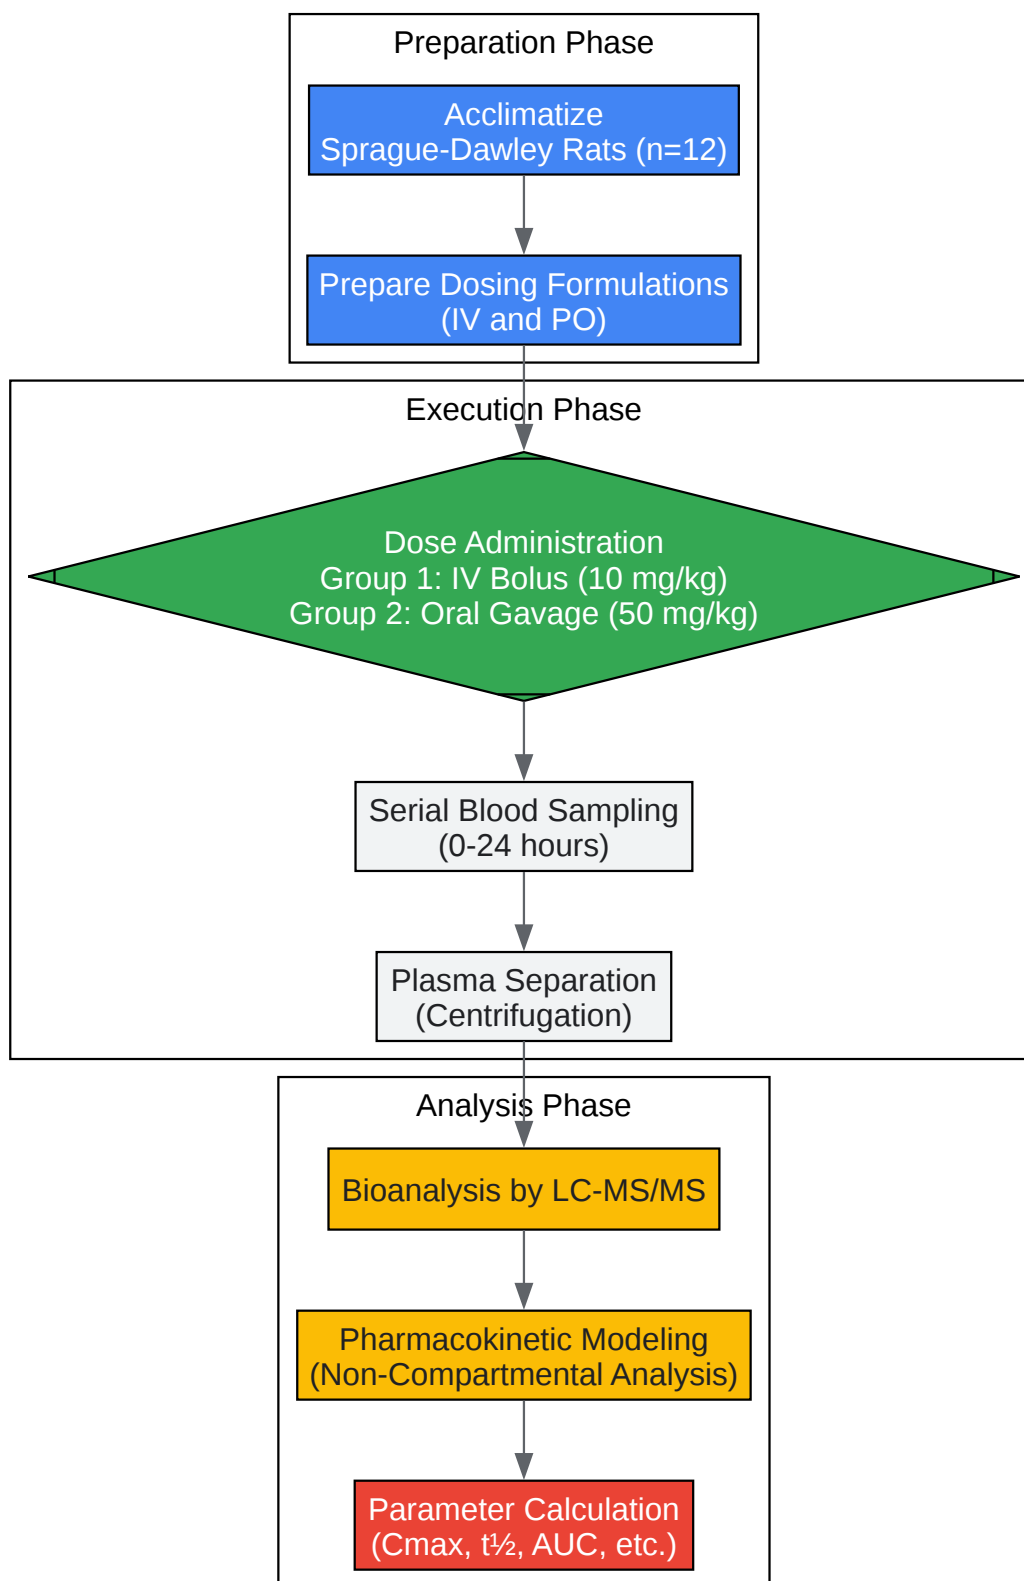 Preparation Phase
Acclimatize
Sprague-Dawley Rats (n=12)
Prepare Dosing Formulations
(IV and PO)
Execution Phase
Dose Administration
Group 1: IV Bolus (10 mg/kg)
Group 2: Oral Gavage (50 mg/kg)
Serial Blood Sampling
(0-24 hours)
Plasma Separation
(Centrifugation)
Analysis Phase
Bioanalysis by LC-MS/MS
Pharmacokinetic Modeling
(Non-Compartmental Analysis)
Parameter Calculation
(Cmax, t½, AUC, etc.)